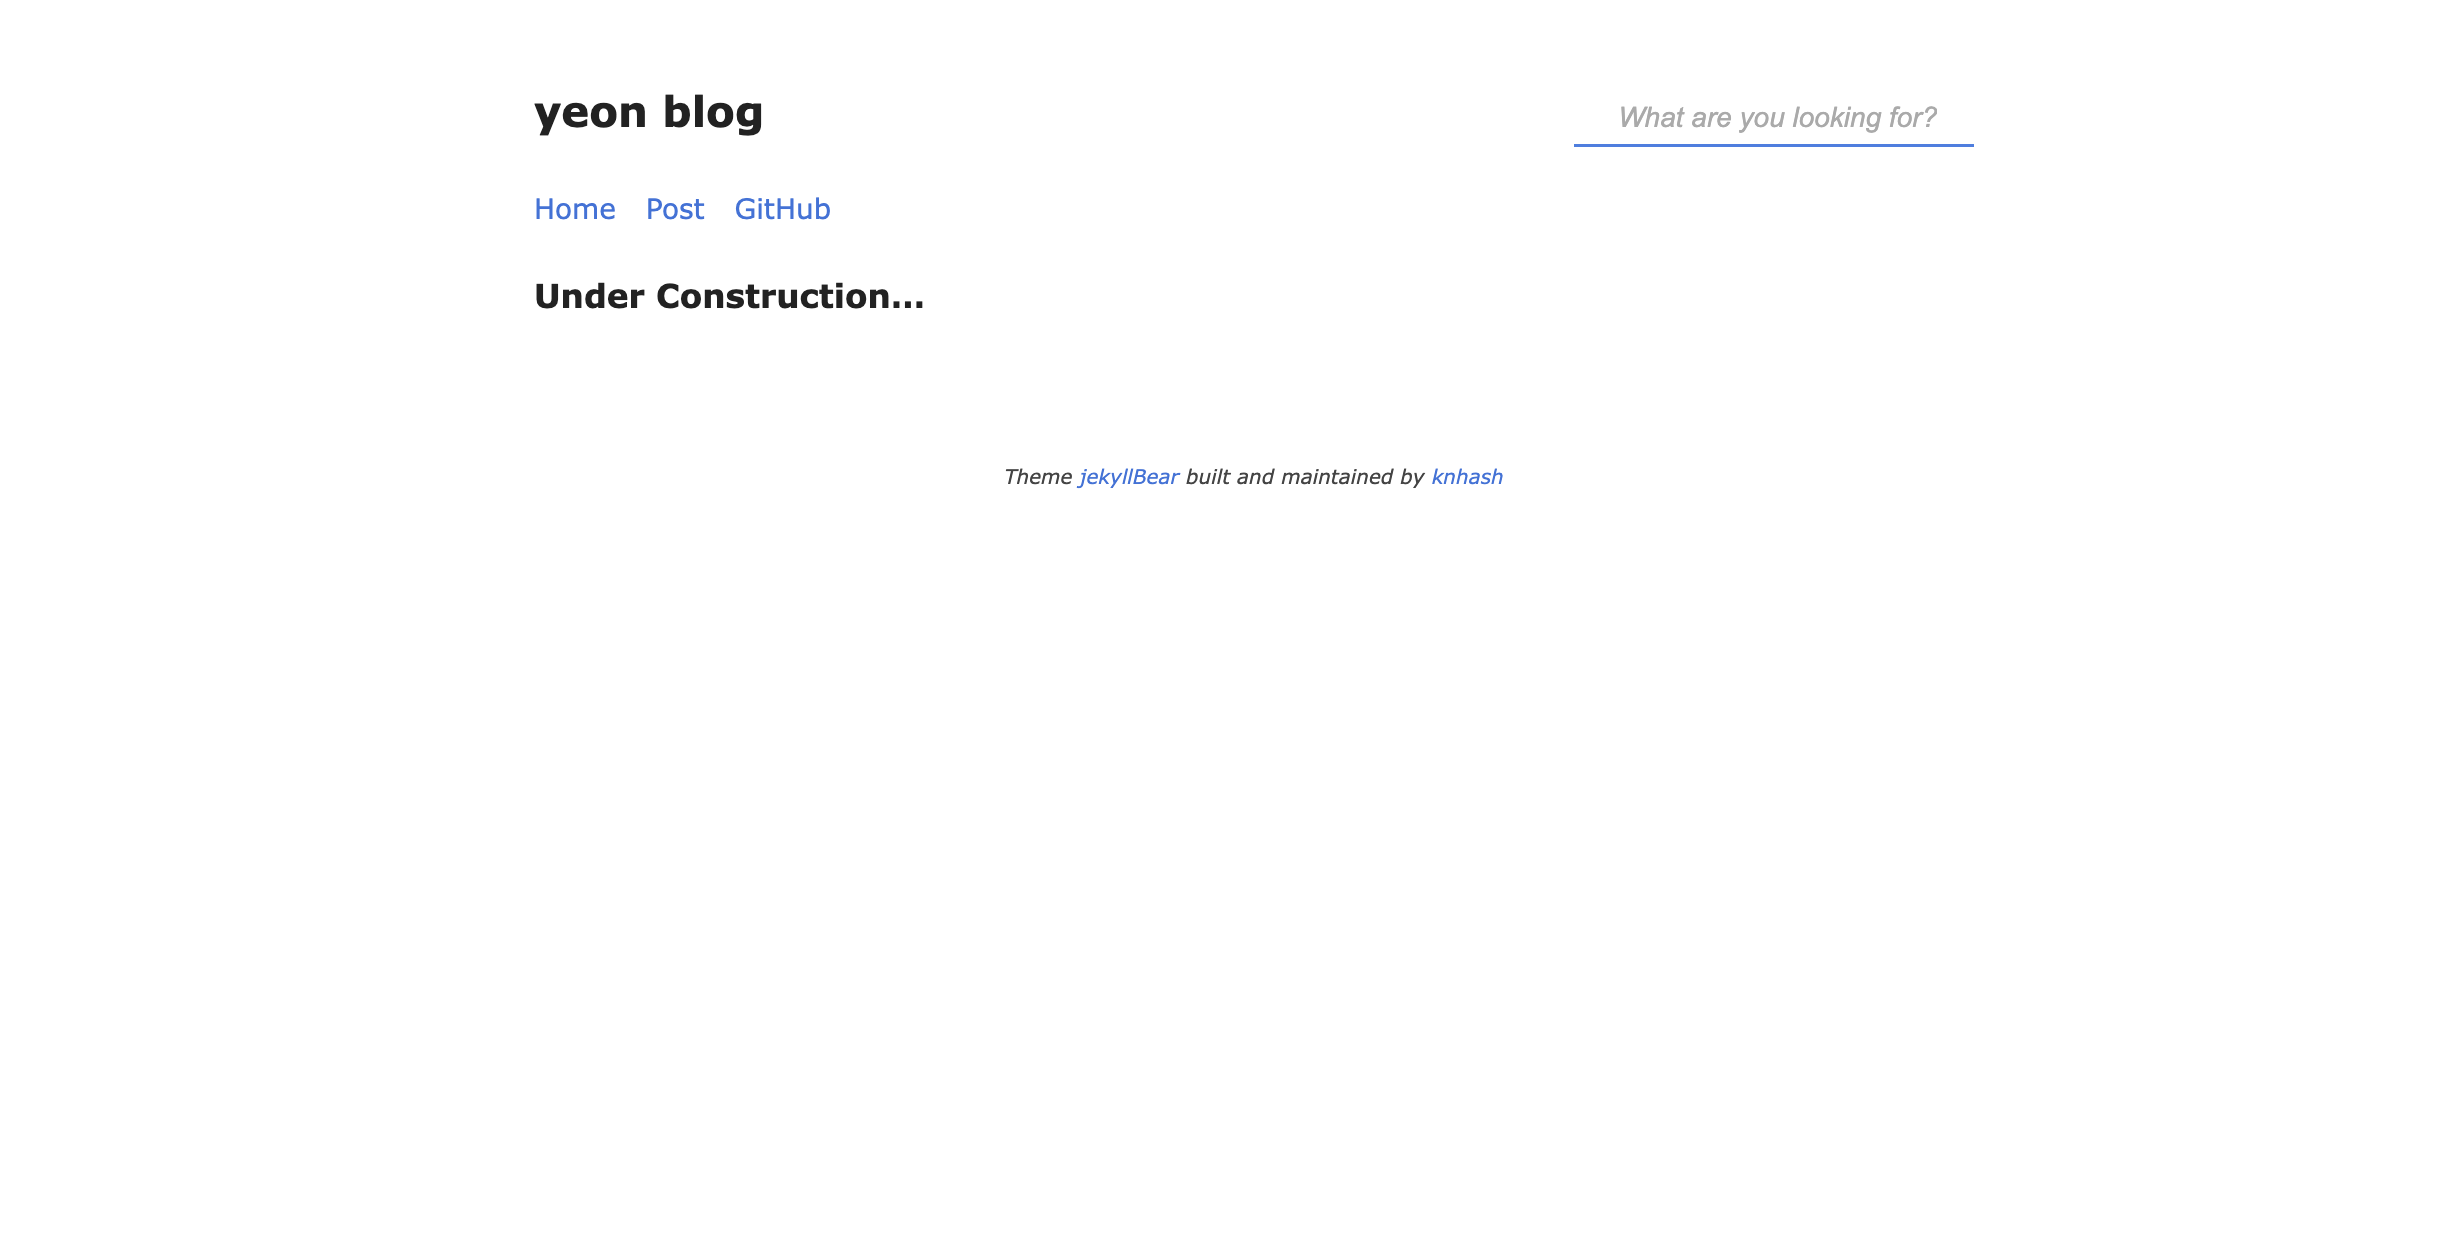 yeon blog
What are you looking for?
Home Post GitHub
Under Construction...
Theme jekyllBear built and maintained by knhash